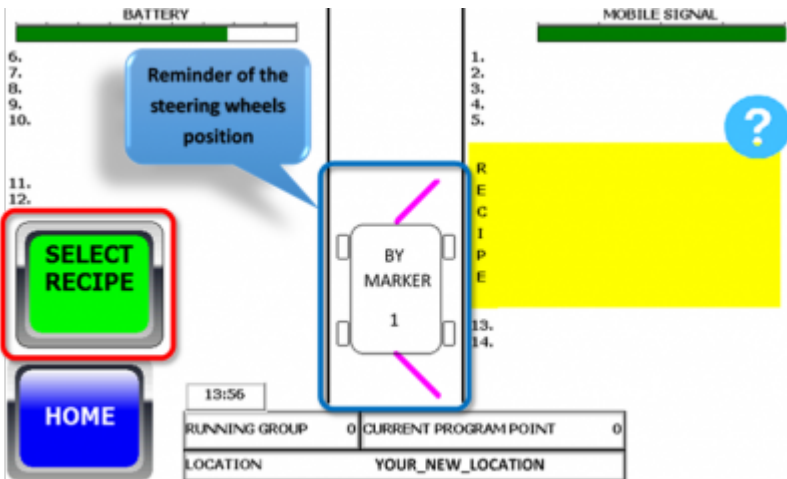 BATTERY
MOBILE SIGNAL
6.
7.
8.
9.
10.
Reminder of the
steering wheels
position
1.
2.
3.
4.
5.
?
11.
12.
R
E
C
I
P
E
SELECT
RECIPE
BY
MARKER
1
13.
14.
HOME
13:56
RUNNING GROUP 0 CURRENT PROGRAM POINT 0
LOCATION YOUR_NEW_LOCATION